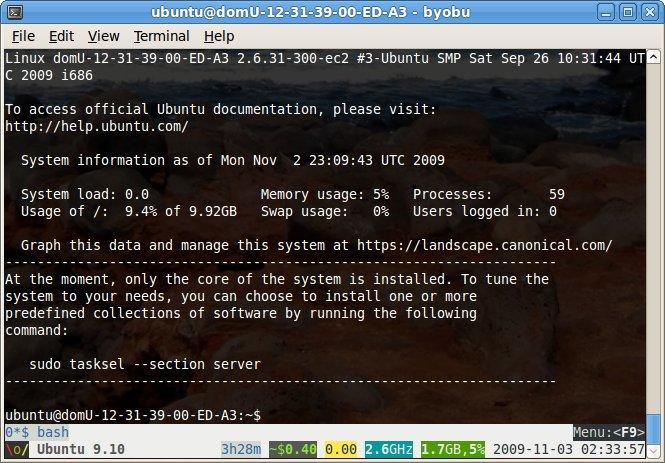 ubuntu@domU-12-31-39-00-ED-A3 - byobu
File Edit View Terminal Help
Linux domU-12-31-39-00-ED-A3 2.6.31-300-ec2 #3-Ubuntu SMP Sat Sep 26 10:31:44 UT
C 2009 i686
To access official Ubuntu documentation, please visit:
http://help.ubuntu.com/
System information as of Mon Nov  2 23:09:43 UTC 2009
System load: 0.0 Memory usage: 5% Processes: 59
Usage of /: 9.4% of 9.92GB Swap usage: 0% Users logged in: 0
Graph this data and manage this system at https://landscape.canonical.com/
---------------------------------------------------------------------
At the moment, only the core of the system is installed. To tune the
system to your needs, you can choose to install one or more
predefined collections of software by running the following
command:
sudo tasksel --section server
---------------------------------------------------------------------
ubuntu@domU-12-31-39-00-ED-A3:~$
0*$ bash Menu:<F9>
\o/ Ubuntu 9.10 3h28m ~$0.40 0.00 2.6GHz 1.7GB,5% 2009-11-03 02:33:57